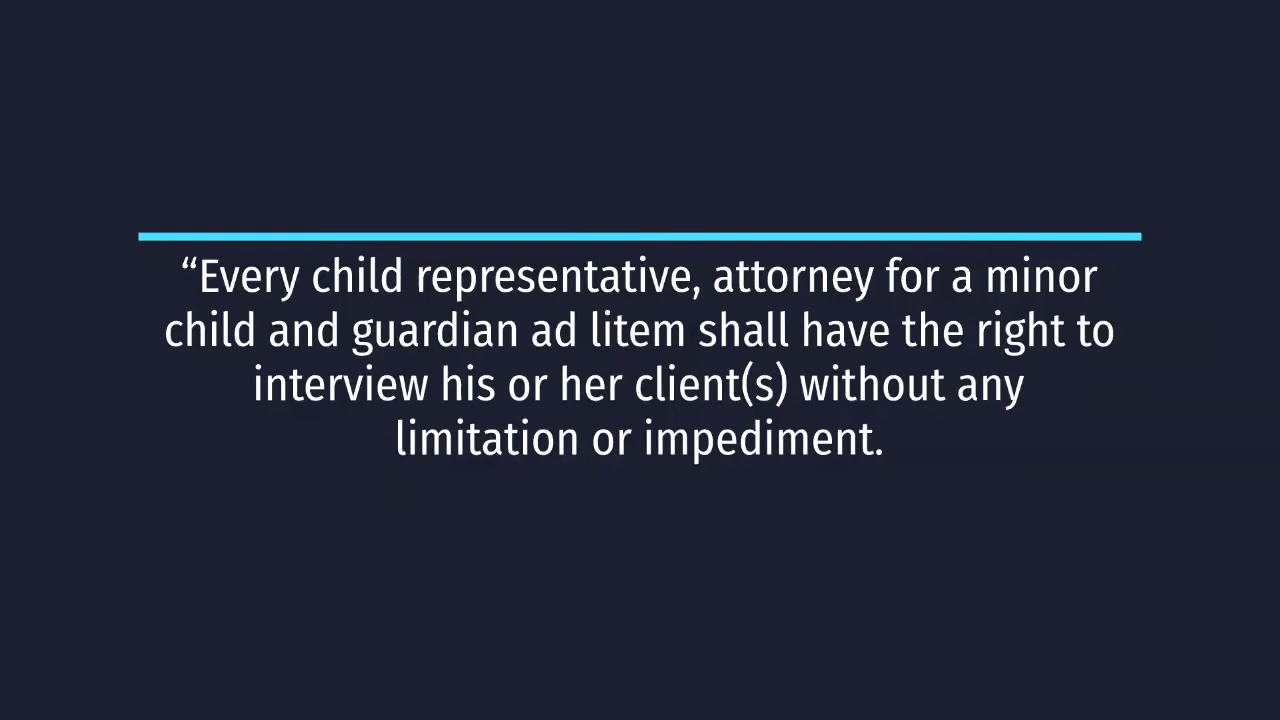 “Every child representative, attorney for a minor
child and guardian ad litem shall have the right to
interview his or her client(s) without any
limitation or impediment.